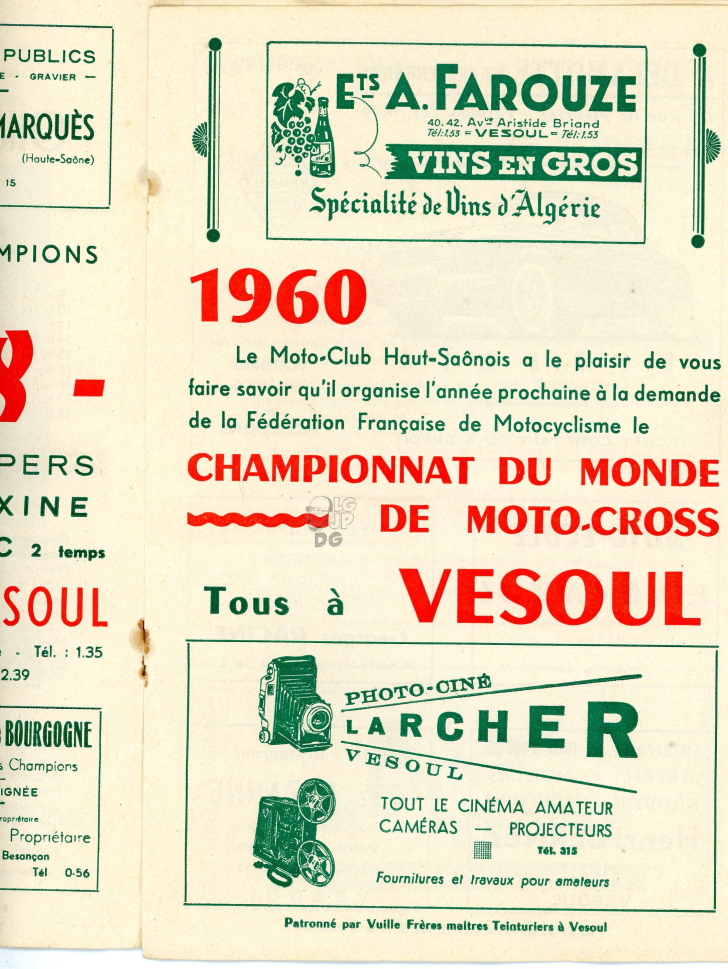 PUBLICS
GRAVIER —
MARQUÈS
(Haute-Saône)
15
MPIONS
8 -
PERS
XINE
C 2 temps
SOUL
- Tél. : 1.35
2.39
BOURGOGNE
s Champions
IGNÉE
ropriétaire
Propriétaire
Besançon
Tél 0-56
ETS A. FAROUZE
40. 42. Avue Aristide Briand
Tél: 1.53 = VESOUL = Tél: 1.53
VINS EN GROS
Spécialité de Vins d'Algérie
1960
Le Moto-Club Haut-Saônois a le plaisir de vous
faire savoir qu'il organise l'année prochaine à la demande
de la Fédération Française de Motocyclisme le
CHAMPIONNAT DU MONDE
DE MOTO-CROSS
Tous à VESOUL
PHOTO-CINÉ
LARCHER
VESOUL
TOUT LE CINÉMA AMATEUR
CAMÉRAS — PROJECTEURS
Tél. 315
Fournitures et travaux pour amateurs
Patronné par Vuille Frères maitres Teinturiers à Vesoul